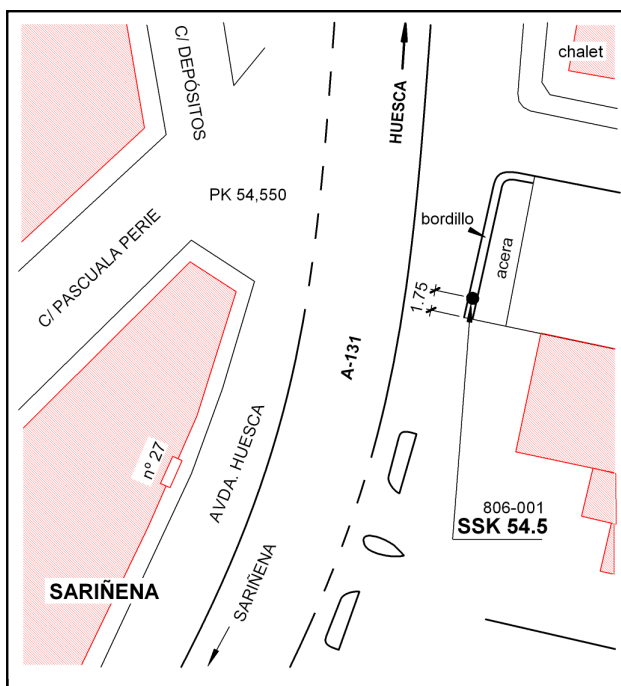 C/ DEPÓSITOS
chalet
HUESCA
PK 54,550
bordillo
C/ PASCUALA PERIE
acera
1.75
A-131
nº 27
AVDA. HUESCA
806-001
SSK 54.5
SARIÑENA
SARIÑENA